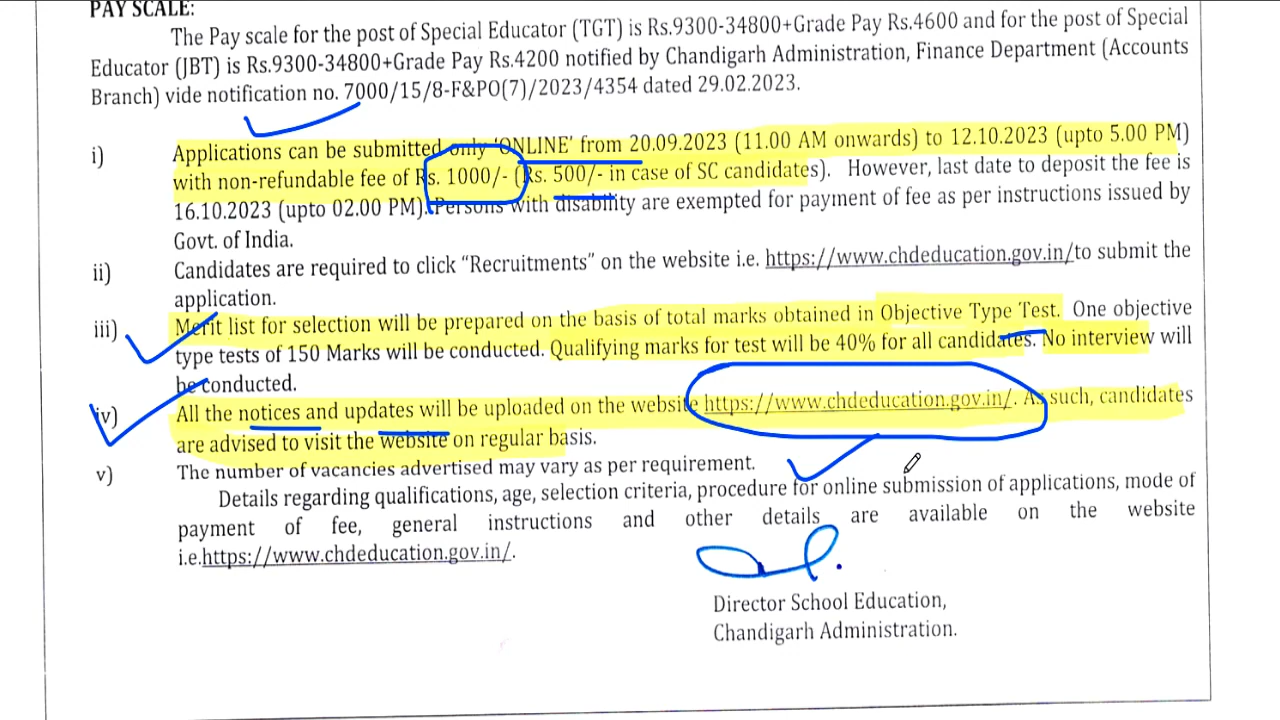 PAY SCALE:
The Pay scale for the post of Special Educator (TGT) is Rs.9300-34800+Grade Pay Rs.4600 and for the post of Special
Educator (JBT) is Rs.9300-34800+Grade Pay Rs.4200 notified by Chandigarh Administration, Finance Department (Accounts
Branch) vide notification no. 7000/15/8-F&PO(7)/2023/4354 dated 29.02.2023.
i) Applications can be submitted only 'ONLINE' from 20.09.2023 (11.00 AM onwards) to 12.10.2023 (upto 5.00 PM)
with non-refundable fee of Rs. 1000/- (Rs. 500/- in case of SC candidates). However, last date to deposit the fee is
16.10.2023 (upto 02.00 PM). Persons with disability are exempted for payment of fee as per instructions issued by
Govt. of India.
ii) Candidates are required to click “Recruitments” on the website i.e. https://www.chdeducation.gov.in/to submit the
application.
iii) Merit list for selection will be prepared on the basis of total marks obtained in Objective Type Test. One objective
type tests of 150 Marks will be conducted. Qualifying marks for test will be 40% for all candidates. No interview will
be conducted.
iv) All the notices and updates will be uploaded on the website https://www.chdeducation.gov.in/. As such, candidates
are advised to visit the website on regular basis.
v) The number of vacancies advertised may vary as per requirement.
Details regarding qualifications, age, selection criteria, procedure for online submission of applications, mode of
payment of fee, general instructions and other details are available on the website
i.e.https://www.chdeducation.gov.in/.
Director School Education,
Chandigarh Administration.